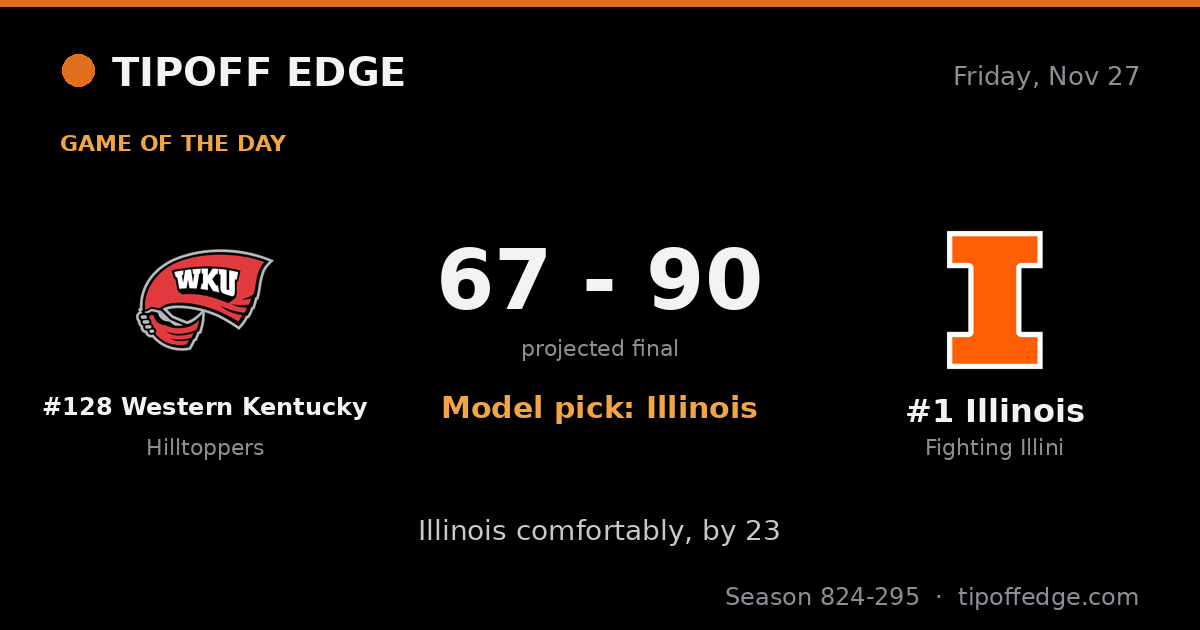 TIPOFF EDGE
Friday, Nov 27
GAME OF THE DAY
WKU
67 - 90
projected final
#128 Western Kentucky
Model pick: Illinois
#1 Illinois
Hilltoppers
Fighting Illini
Illinois comfortably, by 23
Season 824-295 · tipoffedge.com